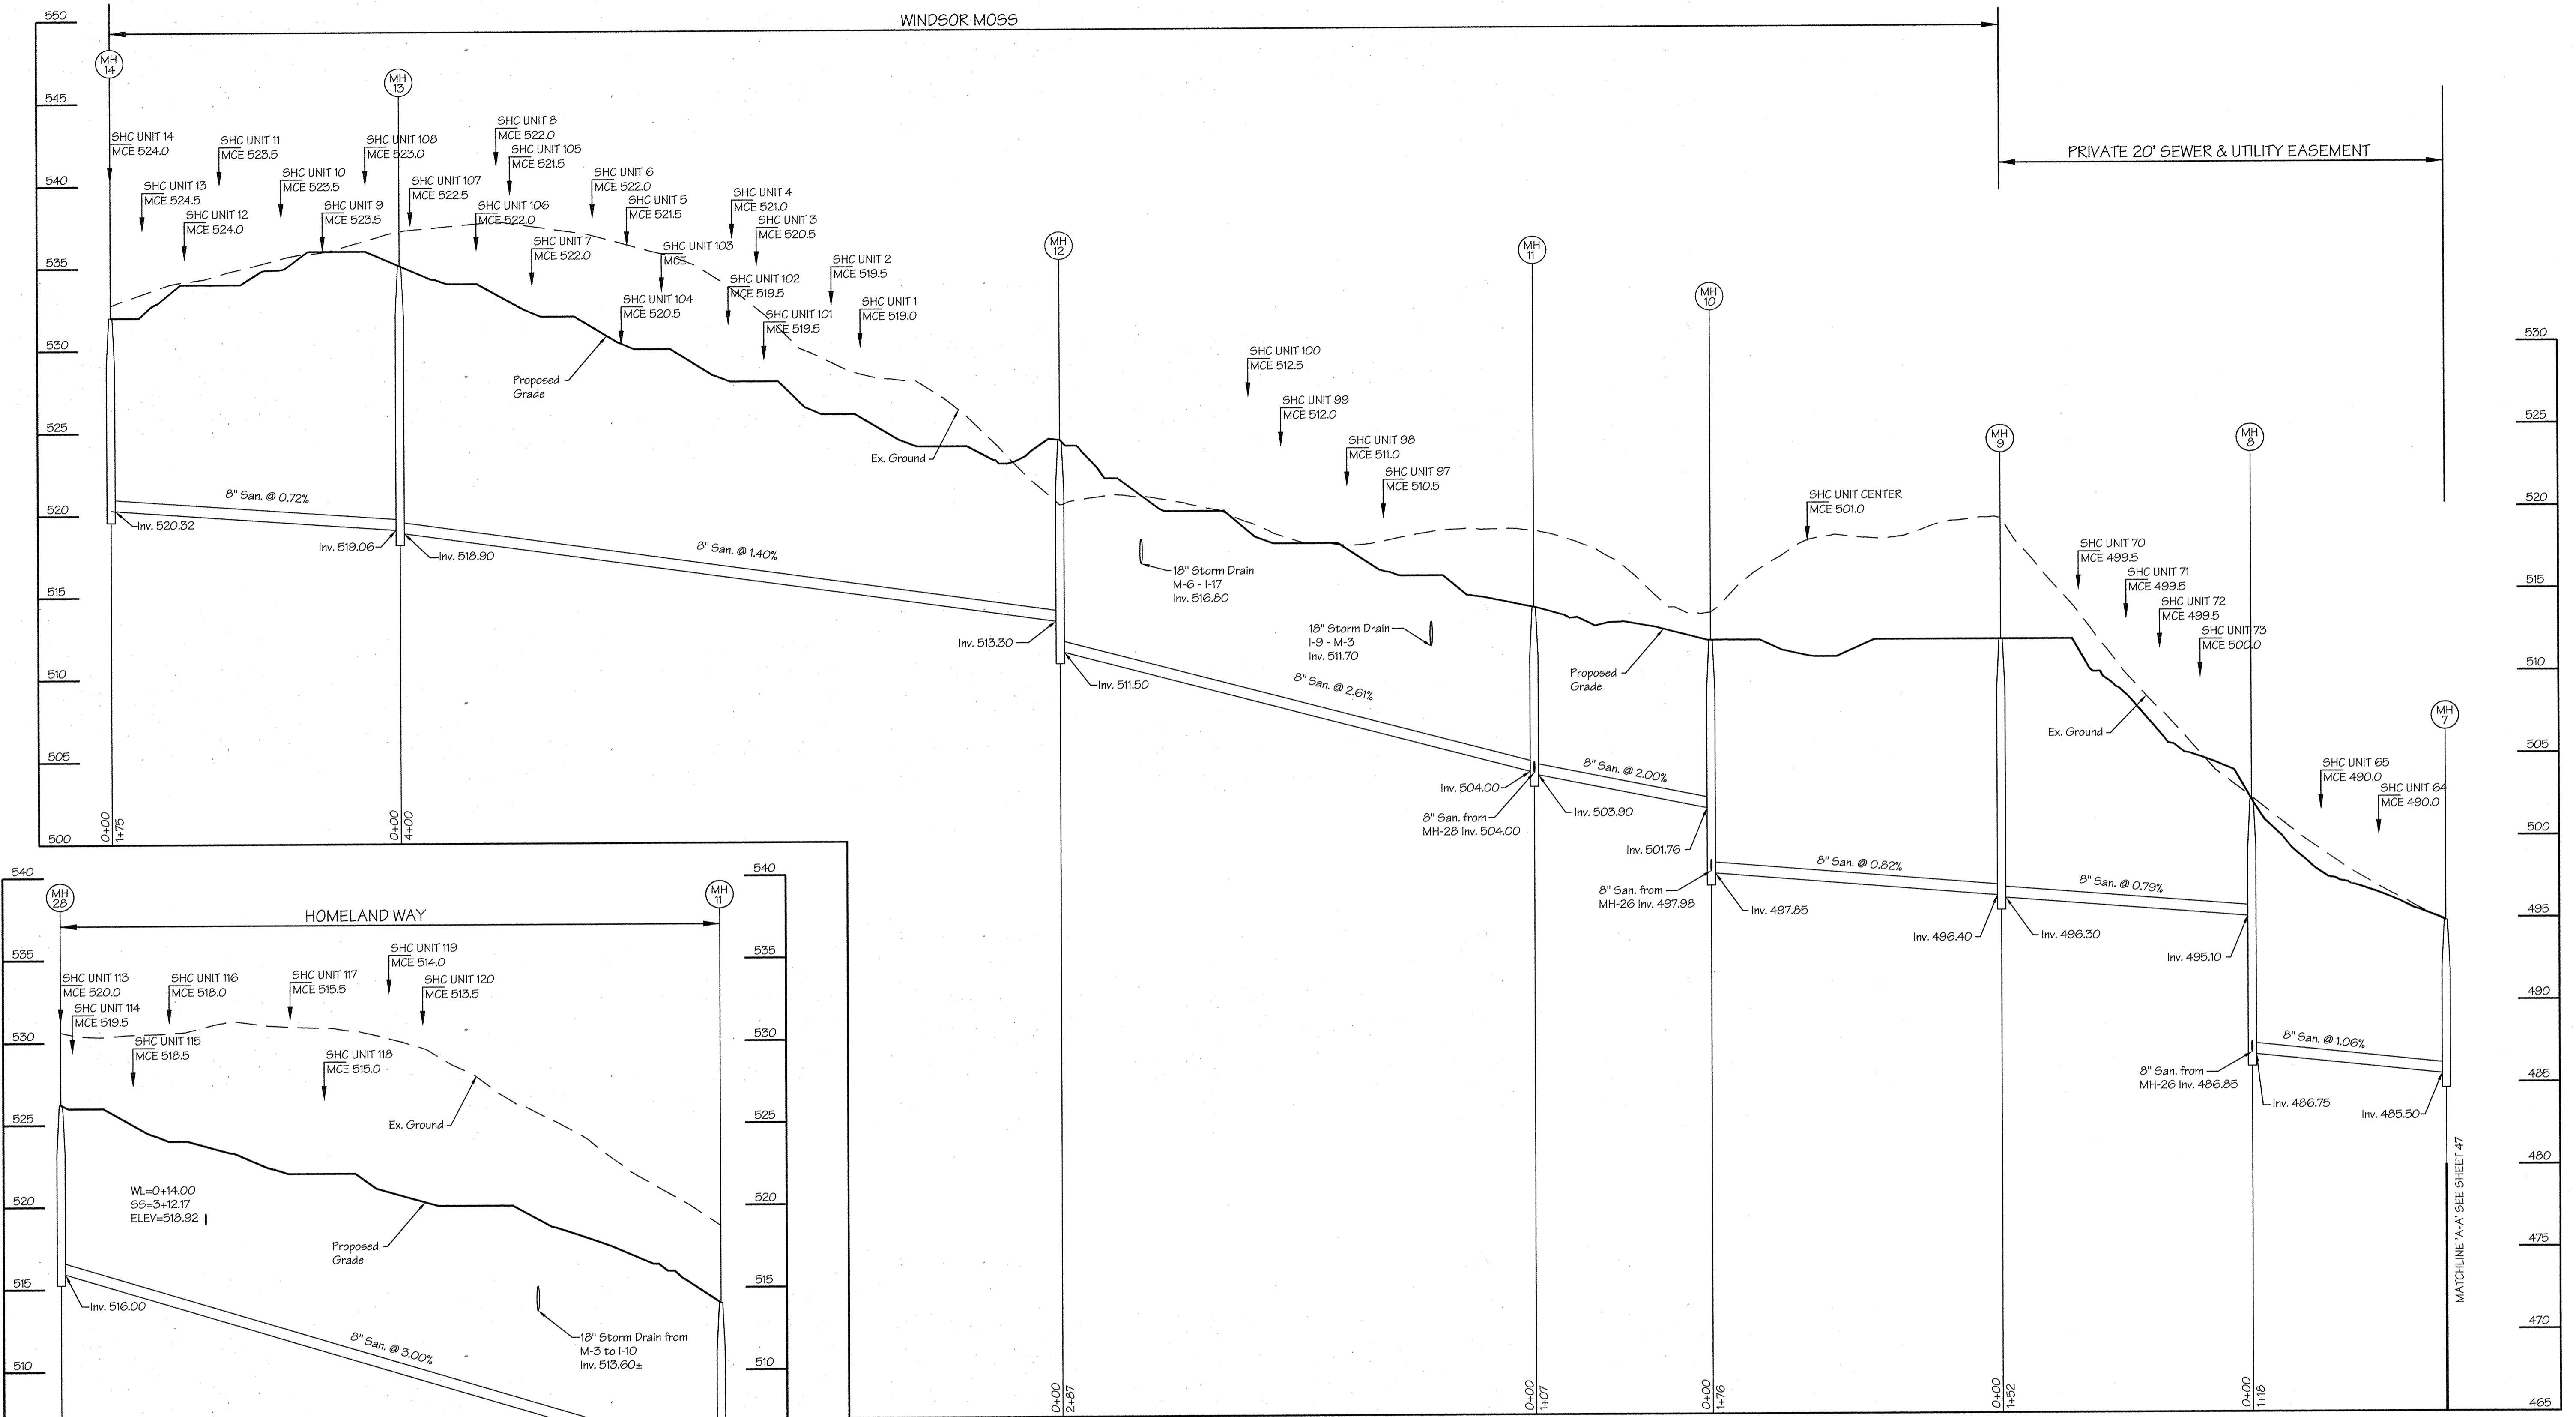 WINDSOR MOSS
PRIVATE 20' SEWER & UTILITY EASEMENT
550
545
540
535
530
525
520
515
510
505
500
MH
14
MH
13
MH
12
MH
11
MH
10
MH
9
MH
8
MH
7
SHC UNIT 14
MCE 524.0
SHC UNIT 13
MCE 524.5
SHC UNIT 12
MCE 524.0
SHC UNIT 11
MCE 523.5
SHC UNIT 10
MCE 523.5
SHC UNIT 9
MCE 523.5
SHC UNIT 108
MCE 523.0
SHC UNIT 107
MCE 522.5
SHC UNIT 106
MCE 522.0
SHC UNIT 8
MCE 522.0
SHC UNIT 105
MCE 521.5
SHC UNIT 7
MCE 522.0
SHC UNIT 6
MCE 522.0
SHC UNIT 5
MCE 521.5
SHC UNIT 104
MCE 520.5
SHC UNIT 103
MCE
SHC UNIT 4
MCE 521.0
SHC UNIT 3
MCE 520.5
SHC UNIT 102
MCE 519.5
SHC UNIT 101
MCE 519.5
SHC UNIT 2
MCE 519.5
SHC UNIT 1
MCE 519.0
Proposed
Grade
Ex. Ground
8" San. @ 0.72%
Inv. 520.32
Inv. 519.06
Inv. 518.90
8" San. @ 1.40%
Inv. 513.30
Inv. 511.50
18" Storm Drain
M-6 - I-17
Inv. 516.80
SHC UNIT 100
MCE 512.5
SHC UNIT 99
MCE 512.0
SHC UNIT 98
MCE 511.0
SHC UNIT 97
MCE 510.5
18" Storm Drain
I-9 - M-3
Inv. 511.70
8" San. @ 2.61%
Inv. 504.00
8" San. from
MH-28 Inv. 504.00
Inv. 503.90
8" San. @ 2.00%
Proposed
Grade
Inv. 501.76
8" San. from
MH-26 Inv. 497.98
Inv. 497.85
8" San. @ 0.82%
SHC UNIT CENTER
MCE 501.0
Inv. 496.40
Inv. 496.30
8" San. @ 0.79%
SHC UNIT 70
MCE 499.5
SHC UNIT 71
MCE 499.5
SHC UNIT 72
MCE 499.5
SHC UNIT 73
MCE 500.0
Ex. Ground
Inv. 495.10
8" San. from
MH-26 Inv. 486.85
Inv. 486.75
8" San. @ 1.06%
Inv. 485.50
SHC UNIT 65
MCE 490.0
SHC UNIT 64
MCE 490.0
530
525
520
515
510
505
500
495
490
485
480
475
470
465
MATCHLINE 'A-A' SEE SHEET 47
0+00
1+75
0+00
4+00
0+00
2+87
0+00
1+07
0+00
1+76
0+00
1+52
0+00
1+18
HOMELAND WAY
540
535
530
525
520
515
510
MH
28
MH
11
540
535
530
525
520
515
510
SHC UNIT 113
MCE 520.0
SHC UNIT 114
MCE 519.5
SHC UNIT 115
MCE 518.5
SHC UNIT 116
MCE 518.0
SHC UNIT 117
MCE 515.5
SHC UNIT 118
MCE 515.0
SHC UNIT 119
MCE 514.0
SHC UNIT 120
MCE 513.5
Ex. Ground
WL=0+14.00
SS=3+12.17
ELEV=518.92
Proposed
Grade
Inv. 516.00
8" San. @ 3.00%
18" Storm Drain from
M-3 to I-10
Inv. 513.60±